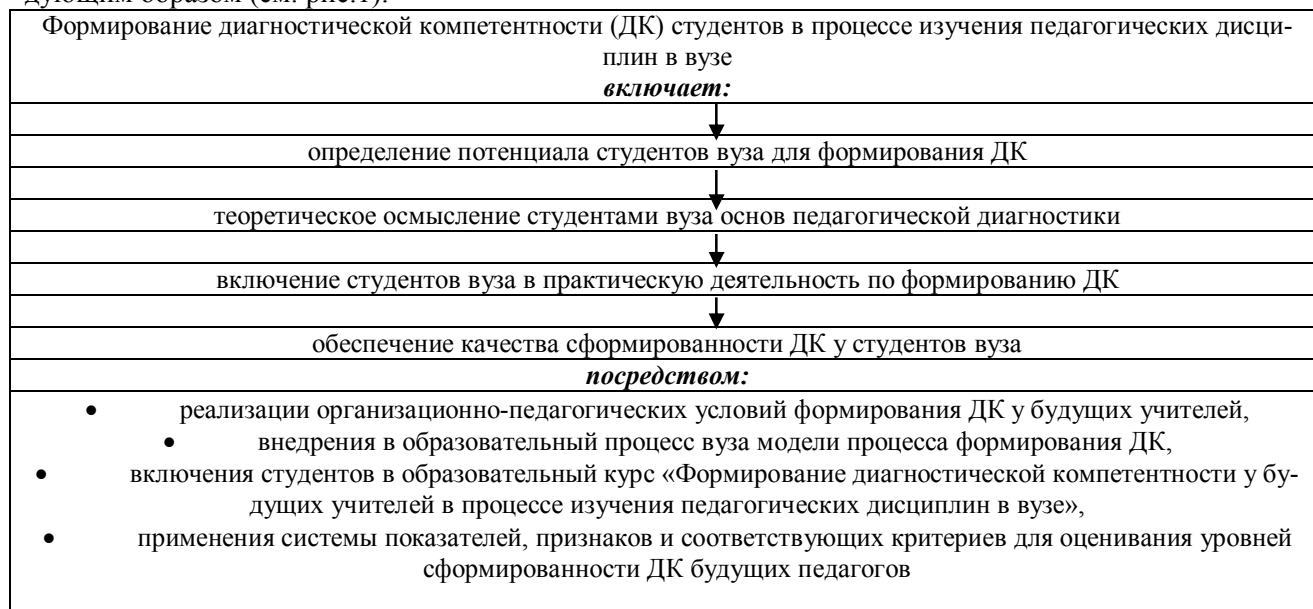 дующим образом (см. рис.1).
Формирование диагностической компетентности (ДК) студентов в процессе изучения педагогических дисци-
плин в вузе
включает:
определение потенциала студентов вуза для формирования ДК
теоретическое осмысление студентами вуза основ педагогической диагностики
включение студентов вуза в практическую деятельность по формированию ДК
обеспечение качества сформированности ДК у студентов вуза
посредством:
• реализации организационно-педагогических условий формирования ДК у будущих учителей,
• внедрения в образовательный процесс вуза модели процесса формирования ДК,
• включения студентов в образовательный курс «Формирование диагностической компетентности у бу-
дущих учителей в процессе изучения педагогических дисциплин в вузе»,
• применения системы показателей, признаков и соответствующих критериев для оценивания уровней
сформированности ДК будущих педагогов